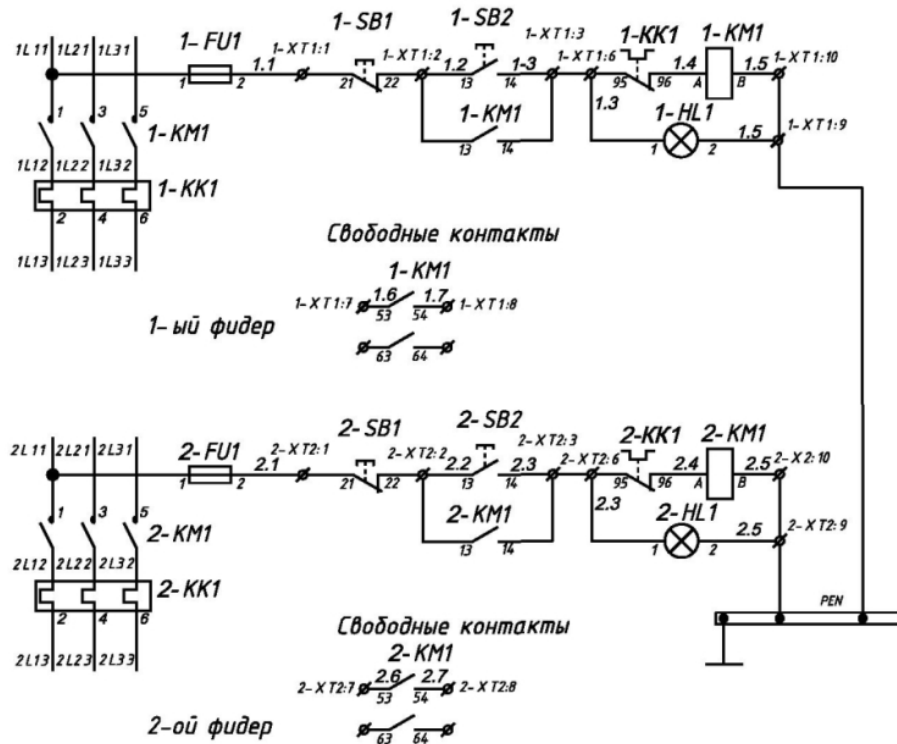 1L11 1L21 1L31
1-FU1
1 2
1.1
1-XT1:1
1-SB1
21 22
1-XT1:2
1-SB2
1.2 1-3
13 14
1-XT1:3
1-XT1:6
1-KK1
95 96
1.4
1-KM1
A B
1.5
1-XT1:10
1-KM1
13 14
1.3
1-HL1
1 2
1.5
1-XT1:9
1 3 5
1-KM1
1L12 1L22 1L32
1-KK1
2 4 6
1L13 1L23 1L33
Свободные контакты
1-KM1
1-XT1:7 1.6 1.7 1-XT1:8
53 54
63 64
1-ый фидер
2L11 2L21 2L31
2-FU1
1 2
2.1
2-XT2:1
2-SB1
21 22
2-XT2:2
2-SB2
2.2 2.3
13 14
2-XT2:3
2-XT2:6
2-KK1
95 96
2.4
2-KM1
A B
2.5
2-X2:10
2-KM1
13 14
2.3
2-HL1
1 2
2.5
2-XT2:9
1 3 5
2-KM1
2L12 2L22 2L32
2-KK1
2 4 6
2L13 2L23 2L33
PEN
Свободные контакты
2-KM1
2-XT2:7 2.6 2.7 2-XT2:8
53 54
63 64
2-ой фидер